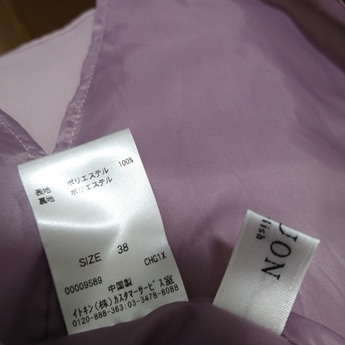 表地 ポリエステル 100%
裏地 ポリエステル
SIZE 38
CHG1X
00009589 中国製
イトキン(株)カスタマーサービス室
0120-888-363:03-3478-8088
ION